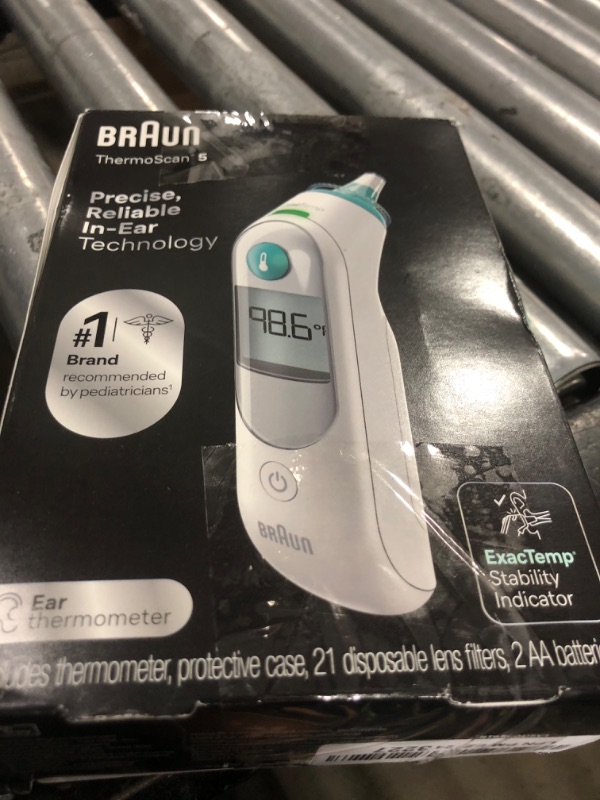 BRAUN
ThermoScan 5
Precise,
Reliable
In-Ear
Technology
#1
Brand
recommended
by pediatricians¹
98.6°F
BRAUN
ExacTemp
Stability
Indicator
Ear
thermometer
thermometer, protective case, 21 disposable lens filters, 2 AA